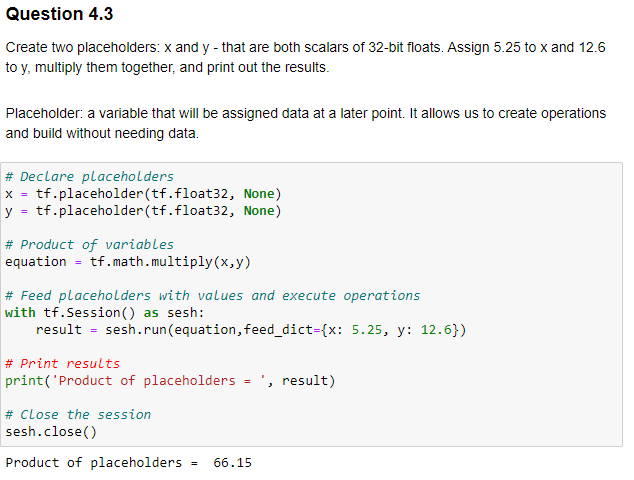 Question 4.3
Create two placeholders: x and y - that are both scalars of 32-bit floats. Assign 5.25 to x and 12.6
to y, multiply them together, and print out the results.
Placeholder: a variable that will be assigned data at a later point. It allows us to create operations
and build without needing data.
# Declare placeholders
x = tf.placeholder(tf.float32, None)
y = tf.placeholder(tf.float32, None)
# Product of variables
equation = tf.math.multiply(x,y)
# Feed placeholders with values and execute operations
with tf.Session() as sesh:
    result = sesh.run(equation,feed_dict={x: 5.25, y: 12.6})
# Print results
print('Product of placeholders = ', result)
# Close the session
sesh.close()
Product of placeholders =  66.15